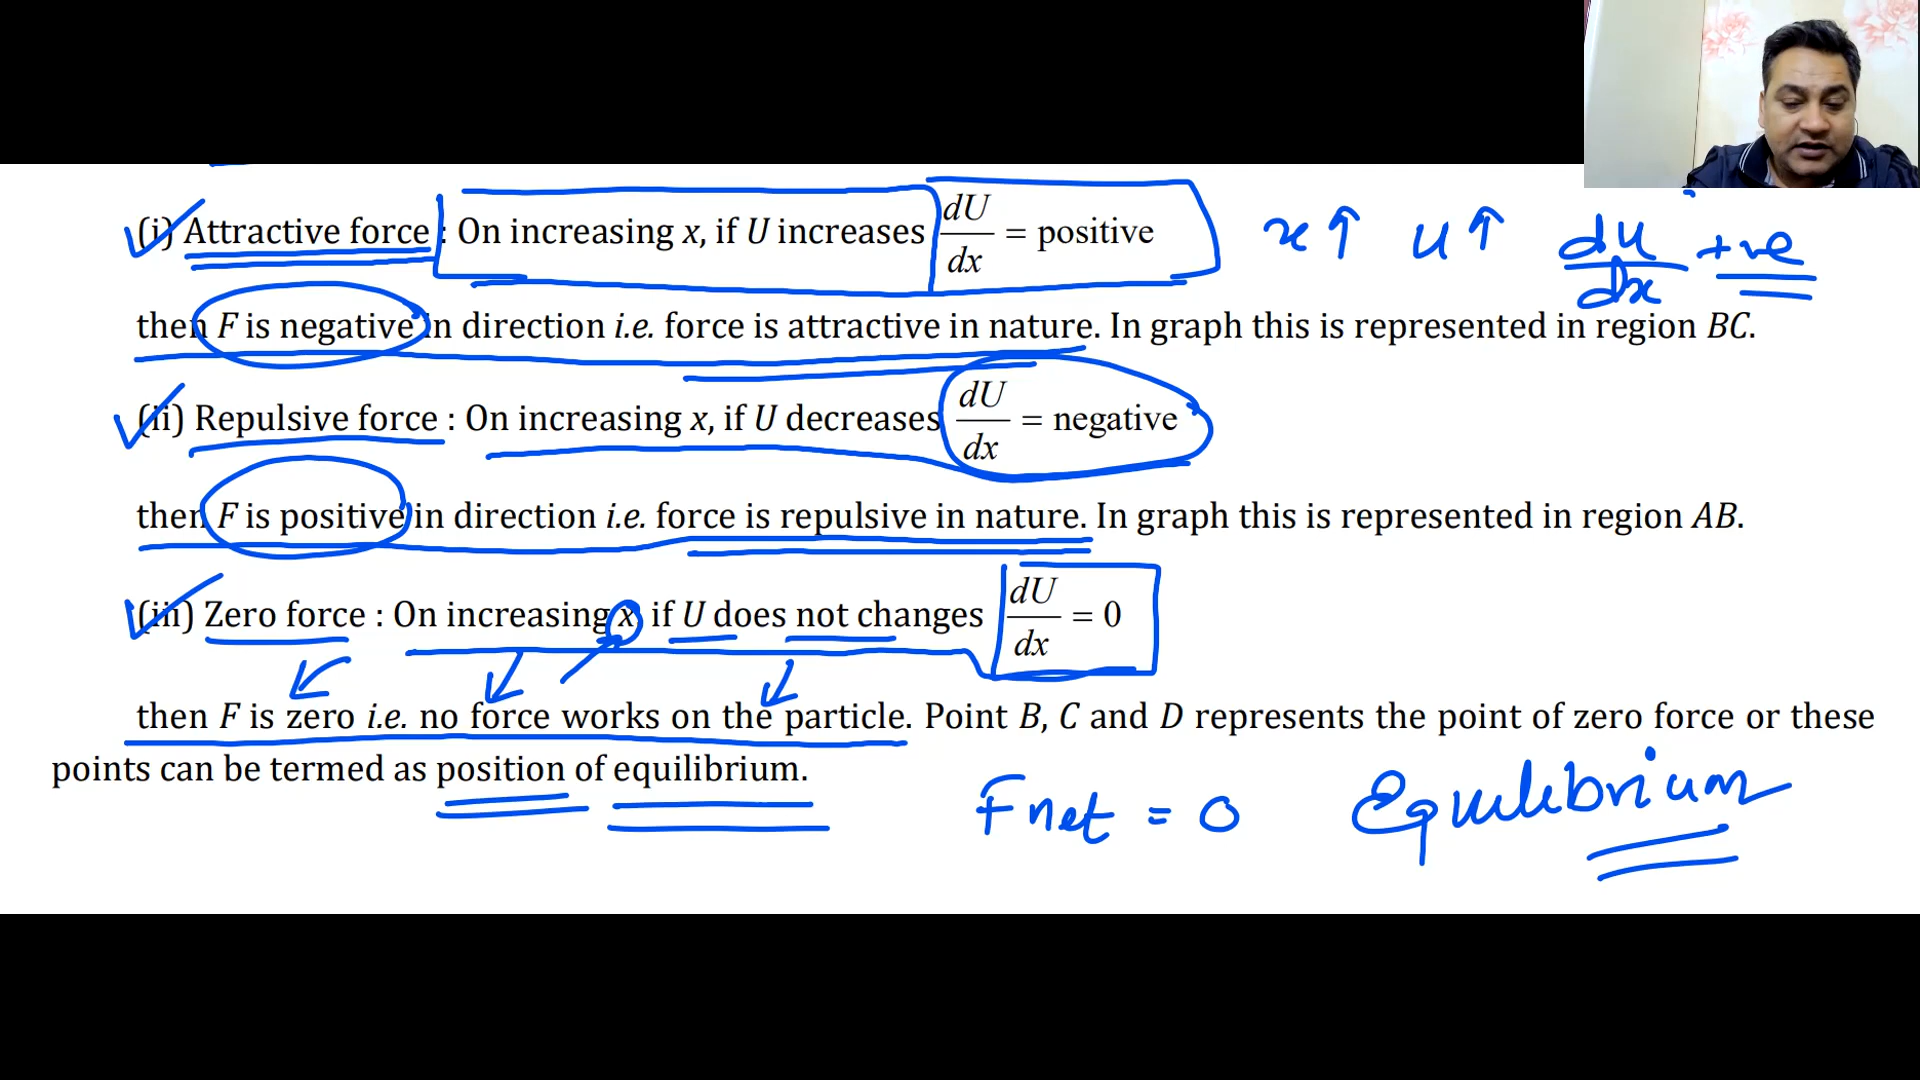 (i) Attractive force : On increasing x, if U increases dU/dx = positive x↑ u↑ du/dx +ve
then F is negative in direction i.e. force is attractive in nature. In graph this is represented in region BC.
(ii) Repulsive force : On increasing x, if U decreases dU/dx = negative
then F is positive in direction i.e. force is repulsive in nature. In graph this is represented in region AB.
(iii) Zero force : On increasing x if U does not changes dU/dx = 0
then F is zero i.e. no force works on the particle. Point B, C and D represents the point of zero force or these
points can be termed as position of equilibrium.
Fnet = 0 Equilibrium